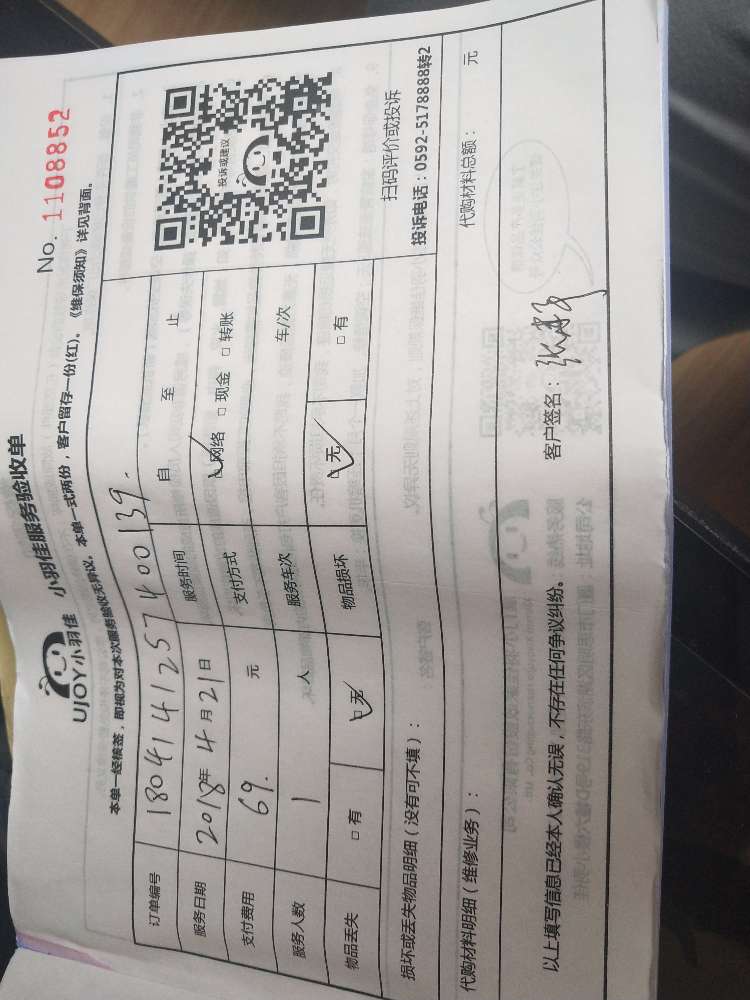 No. 1108852
UJOY小羽佳 小羽佳服务验收单
本单一经核签，即视为对本次服务验收无异议。本单一式两份，客户留存一份(红)。《维保须知》详见背面。
订单编号 1804141257400139
服务日期 2018年4月21日 服务时间 自 至 止
支付费用 69. 元 支付方式 网络 现金 转账
服务人数 1 人 服务车次 车/次
物品丢失 有 无 物品损坏 无 有
投诉或建议
扫码评价或投诉
投诉电话：0592-5178888转2
损坏或丢失物品明细（没有可不填）：
代购材料明细（维修业务）： 代购材料总额： 元
以上填写信息已经本人确认无误，不存在任何争议纠纷。 客户签名：